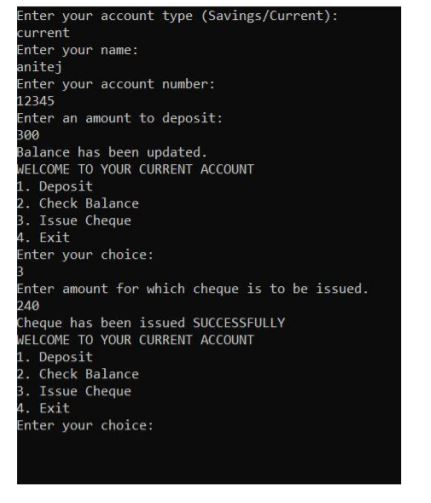 Enter your account type (Savings/Current):
current
Enter your name:
anitej
Enter your account number:
12345
Enter an amount to deposit:
300
Balance has been updated.
WELCOME TO YOUR CURRENT ACCOUNT
1. Deposit
2. Check Balance
3. Issue Cheque
4. Exit
Enter your choice:
3
Enter amount for which cheque is to be issued.
240
Cheque has been issued SUCCESSFULLY
WELCOME TO YOUR CURRENT ACCOUNT
1. Deposit
2. Check Balance
3. Issue Cheque
4. Exit
Enter your choice: